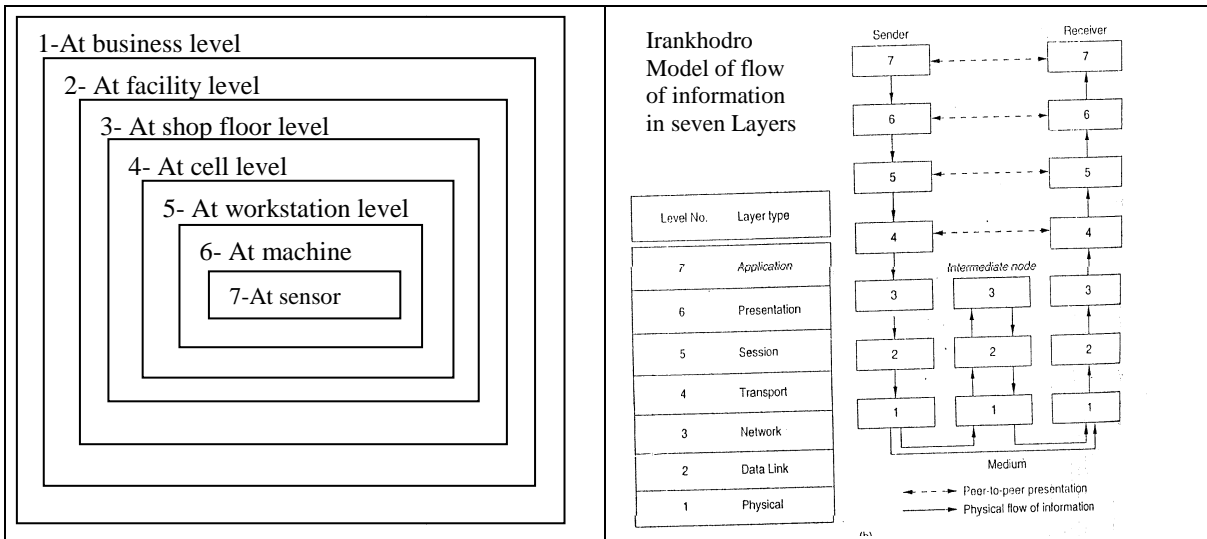 1-At business level
2- At facility level
3- At shop floor level
4- At cell level
5- At workstation level
6- At machine
7-At sensor
Irankhodro
Model of flow
of information
in seven Layers
Level No. Layer type
7 Application
6 Presentation
5 Session
4 Transport
3 Network
2 Data Link
1 Physical
Sender Receiver
7 7
6 6
5 5
4 4
Intermediate node
3 3 3
2 2 2
1 1 1
Medium
Peer-to-peer presentation
Physical flow of information